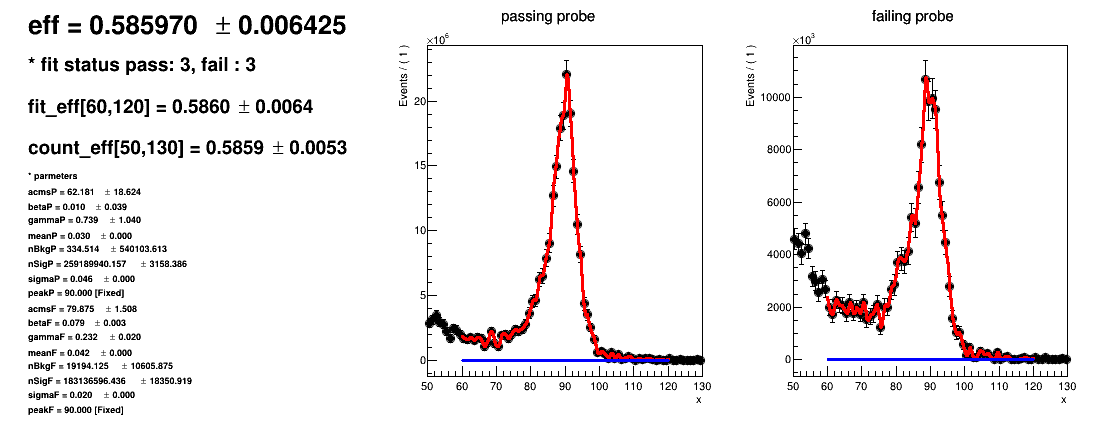 eff = 0.585970 ± 0.006425
* fit status pass: 3, fail : 3
fit_eff[60,120] = 0.5860 ± 0.0064
count_eff[50,130] = 0.5859 ± 0.0053
* parmeters
acmsP = 62.181 ± 18.624
betaP = 0.010 ± 0.039
gammaP = 0.739 ± 1.040
meanP = 0.030 ± 0.000
nBkgP = 334.514 ± 540103.613
nSigP = 259189940.157 ± 3158.386
sigmaP = 0.046 ± 0.000
peakP = 90.000 [Fixed]
acmsF = 79.875 ± 1.508
betaF = 0.079 ± 0.003
gammaF = 0.232 ± 0.020
meanF = 0.042 ± 0.000
nBkgF = 19194.125 ± 10605.875
nSigF = 183136596.436 ± 18350.919
sigmaF = 0.020 ± 0.000
peakF = 90.000 [Fixed]
passing probe
×10⁶
Events / ( 1 )
20
15
10
5
0
50 60 70 80 90 100 110 120 130
x
failing probe
×10³
Events / ( 1 )
10000
8000
6000
4000
2000
0
50 60 70 80 90 100 110 120 130
x